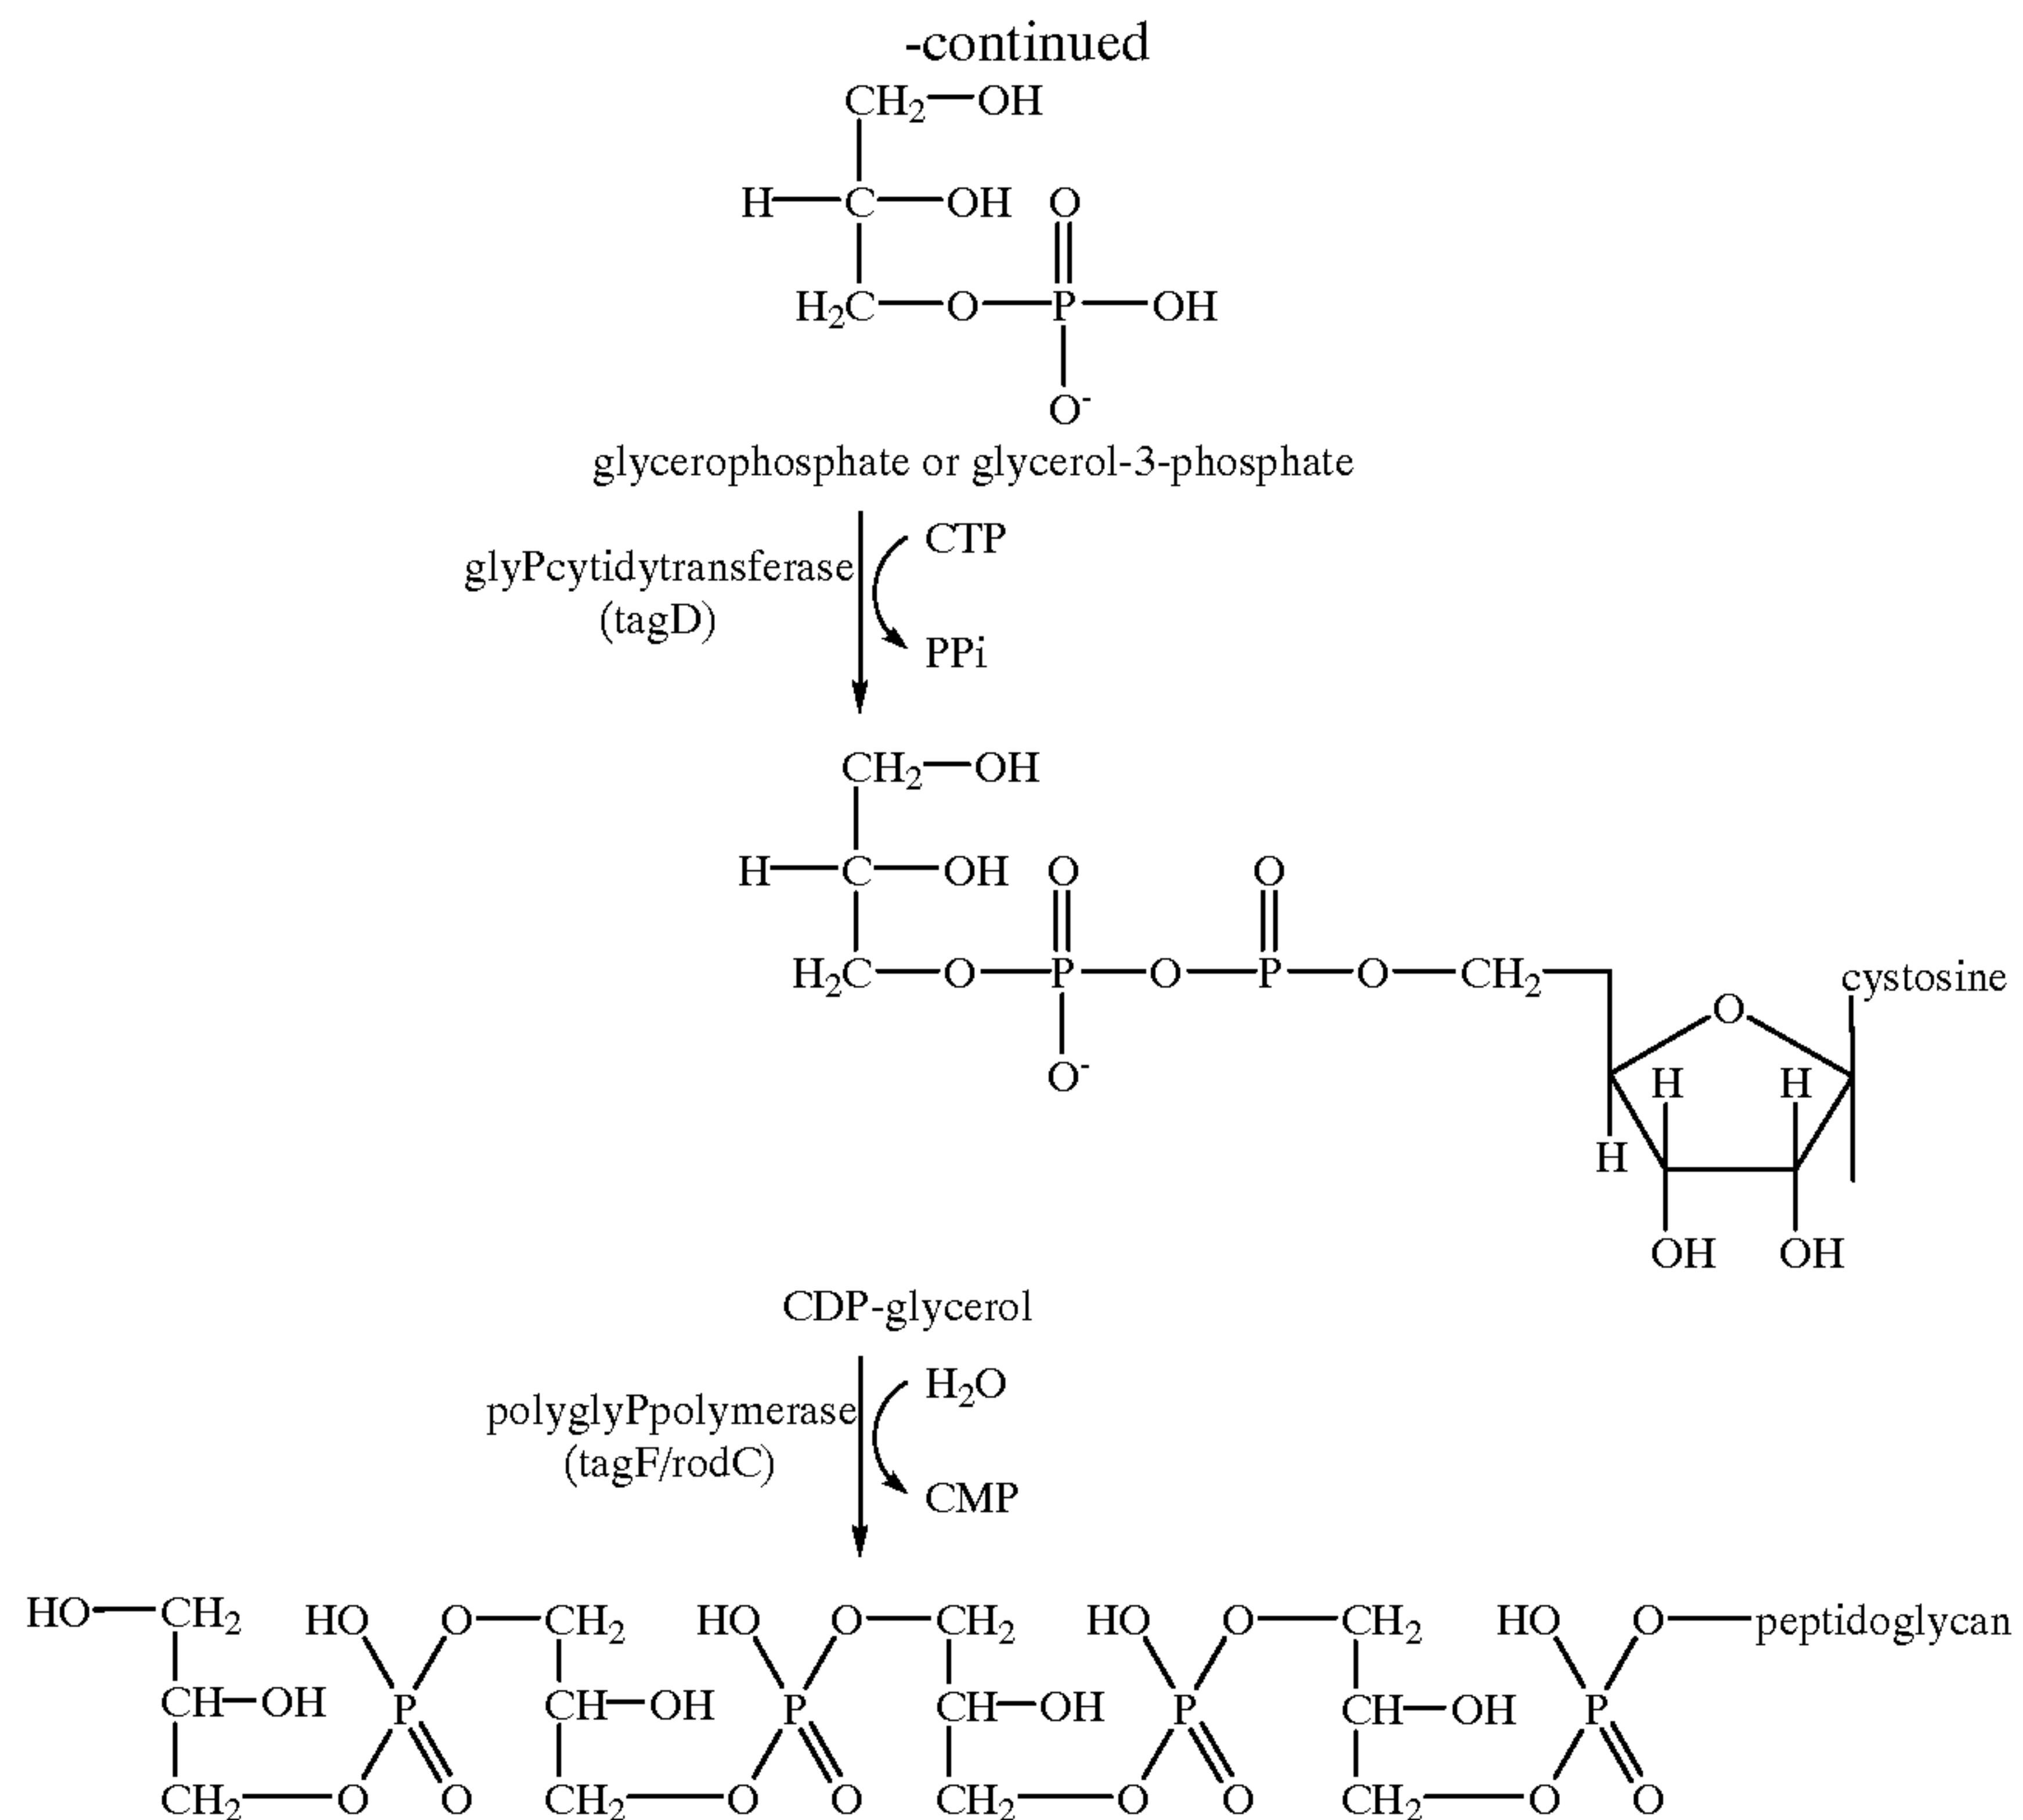 -continued
CH₂—OH
H—C—OH O
H₂C—O—P—OH
O⁻
glycerophosphate or glycerol-3-phosphate
CTP
glyPcytidytransferase
(tagD)
PPi
CH₂—OH
H—C—OH O O
H₂C—O—P—O—P—O—CH₂ cystosine
O
O⁻ H H
H
OH OH
CDP-glycerol
H₂O
polyglyPpolymerase
(tagF/rodC)
CMP
HO—CH₂ HO O—CH₂ HO O—CH₂ HO O—CH₂ HO O—peptidoglycan
CH—OH P CH—OH P CH—OH P CH—OH P
CH₂—O O CH₂—O O CH₂—O O CH₂—O O